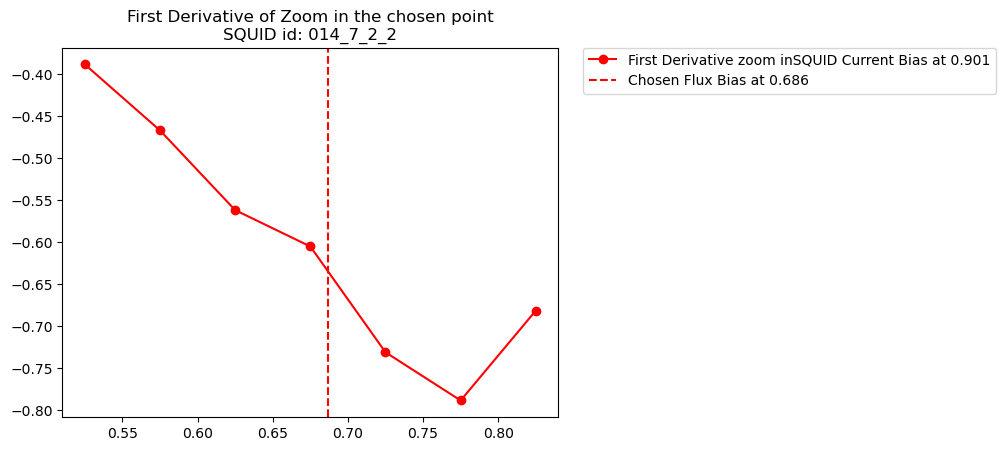 First Derivative of Zoom in the chosen point
SQUID id: 014_7_2_2
First Derivative zoom inSQUID Current Bias at 0.901
Chosen Flux Bias at 0.686
−0.40
−0.45
−0.50
−0.55
−0.60
−0.65
−0.70
−0.75
−0.80
0.55 0.60 0.65 0.70 0.75 0.80